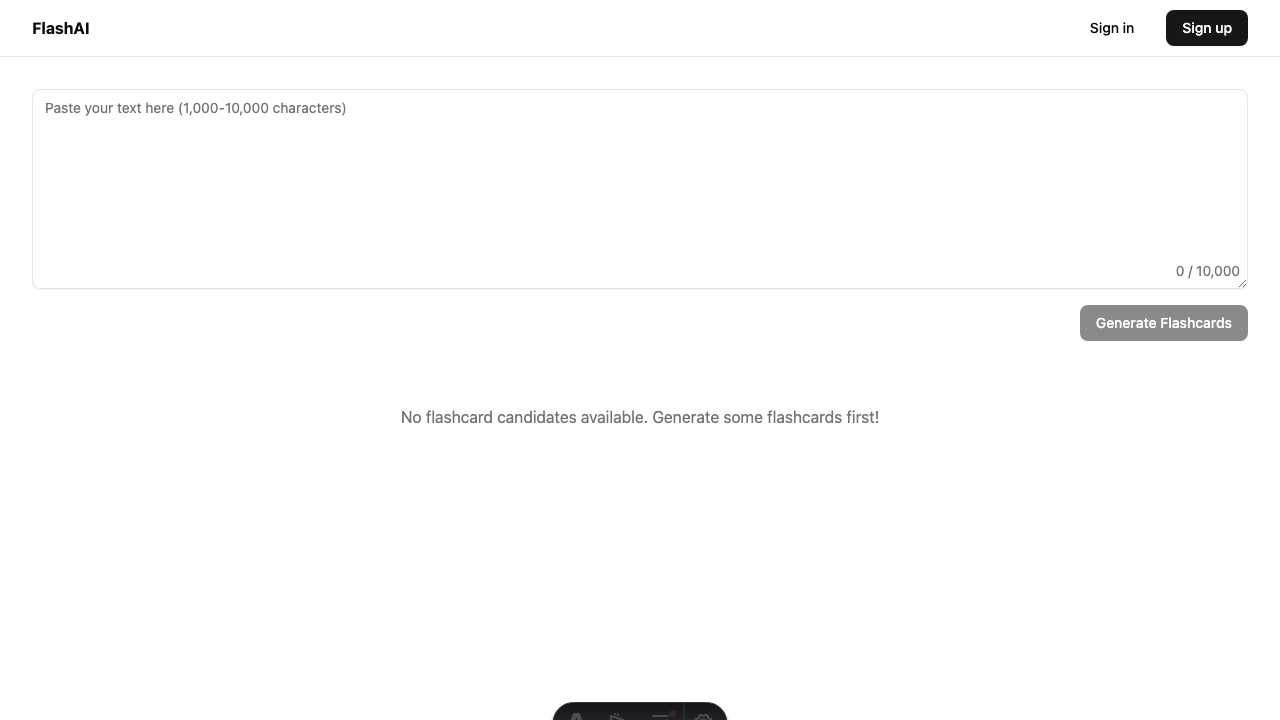 FlashAI
Sign in
Sign up
Paste your text here (1,000-10,000 characters)
0 / 10,000
Generate Flashcards
No flashcard candidates available. Generate some flashcards first!